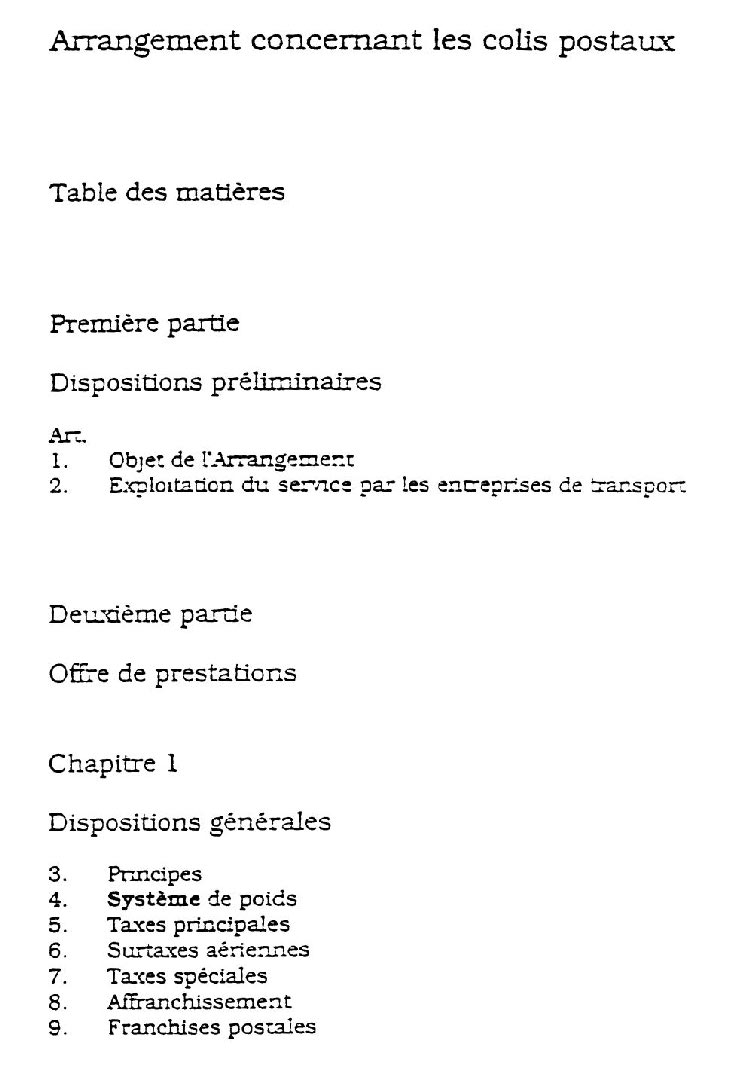 Arrangement concernant les colis postaux
Table des matières
Première partie
Dispositions préliminaires
Art.
1. Objet de l'Arrangement
2. Exploitation du service par les entreprises de transport
Deuxième partie
Offre de prestations
Chapitre 1
Dispositions générales
3. Principes
4. Système de poids
5. Taxes principales
6. Surtaxes aériennes
7. Taxes spéciales
8. Affranchissement
9. Franchises postales